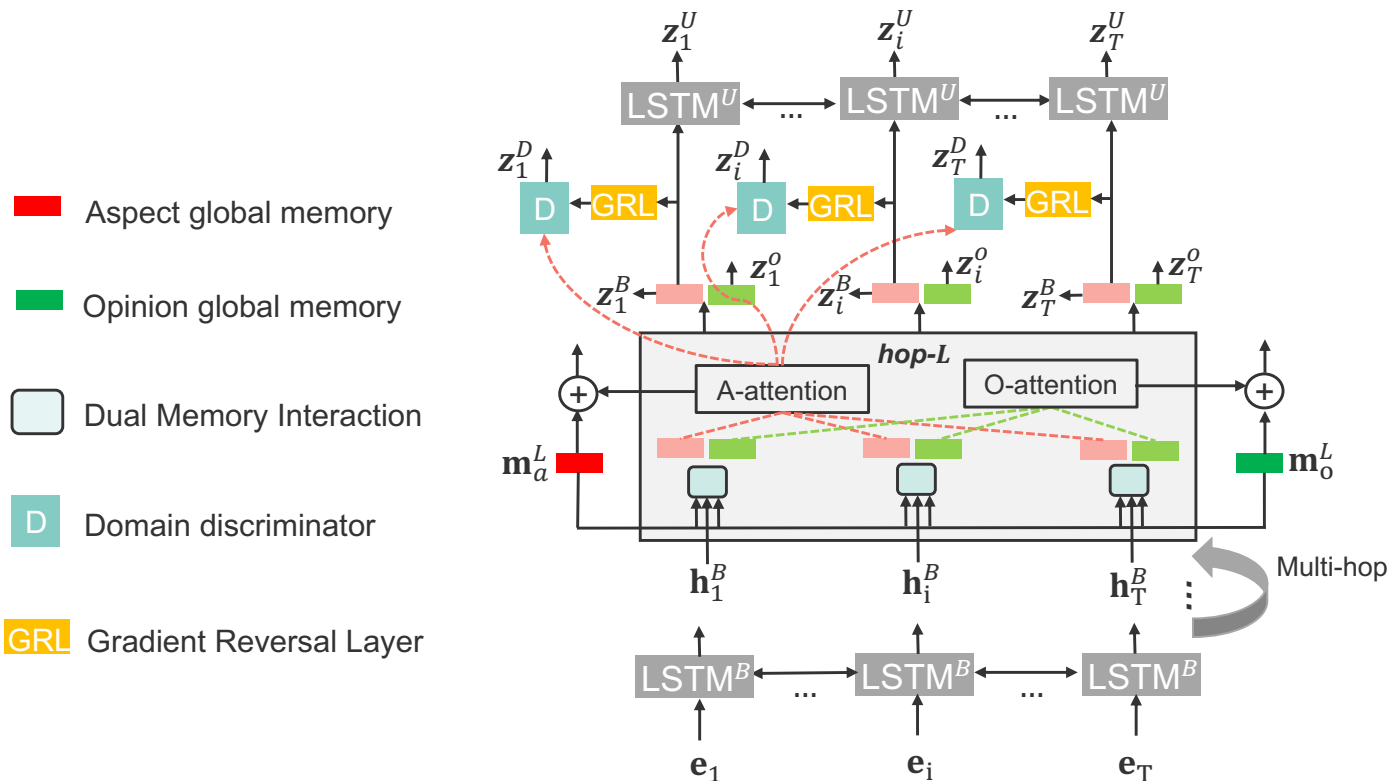 z_1^U z_i^U z_T^U
LSTM^U ... LSTM^U ... LSTM^U
z_1^D z_i^D z_T^D
D GRL D GRL D GRL
Aspect global memory
z_1^B z_1^o z_i^B z_i^o z_T^B z_T^o
Opinion global memory
hop-L
+ A-attention O-attention +
Dual Memory Interaction
m_a^L m_o^L
D Domain discriminator
h_1^B h_i^B h_T^B ... Multi-hop
GRL Gradient Reversal Layer
LSTM^B ... LSTM^B ... LSTM^B
e_1 e_i e_T